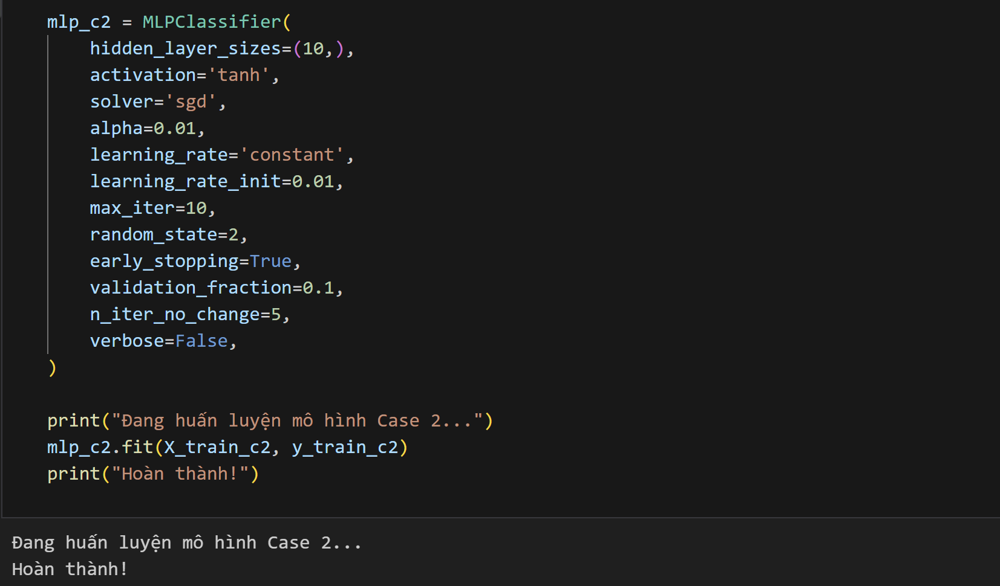 mlp_c2 = MLPClassifier(
    hidden_layer_sizes=(10,),
    activation='tanh',
    solver='sgd',
    alpha=0.01,
    learning_rate='constant',
    learning_rate_init=0.01,
    max_iter=10,
    random_state=2,
    early_stopping=True,
    validation_fraction=0.1,
    n_iter_no_change=5,
    verbose=False,
)
print("Đang huấn luyện mô hình Case 2...")
mlp_c2.fit(X_train_c2, y_train_c2)
print("Hoàn thành!")
Đang huấn luyện mô hình Case 2...
Hoàn thành!